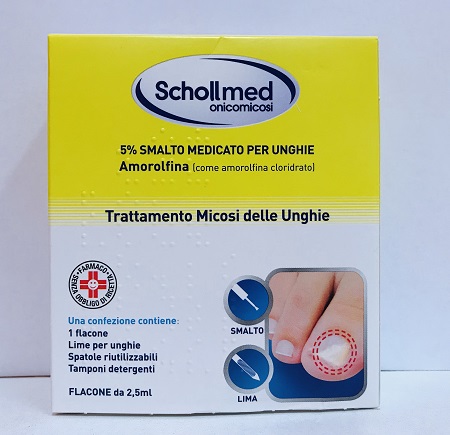 Schollmed
onicomicosi
5% SMALTO MEDICATO PER UNGHIE
Amorolfina (come amorolfina cloridrato)
Trattamento Micosi delle Unghie
FARMACO
SENZA OBBLIGO DI RICETTA
Una confezione contiene:
1 flacone
Lime per unghie
Spatole riutilizzabili
Tamponi detergenti
FLACONE da 2,5ml
SMALTO
LIMA